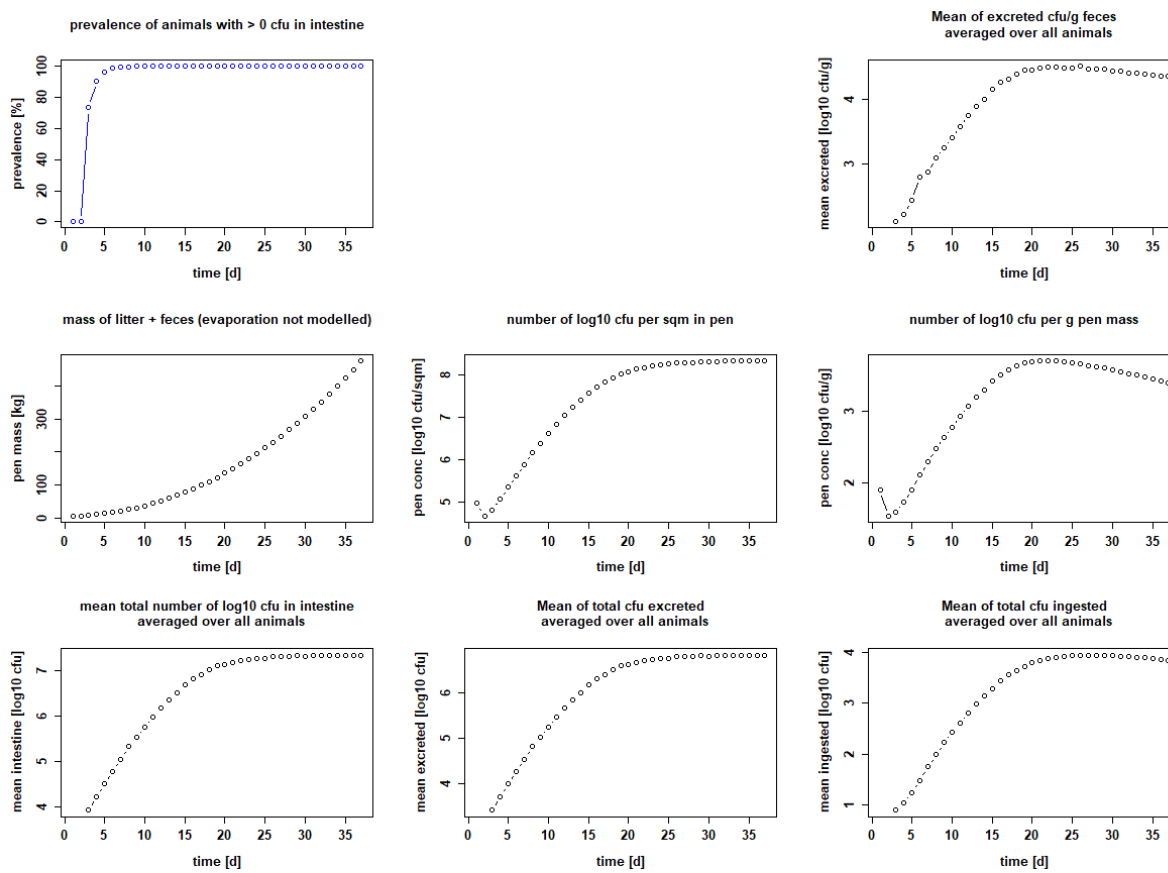 prevalence of animals with > 0 cfu in intestine
prevalence [%]
0 20 40 60 80 100
0 5 10 15 20 25 30 35
time [d]
Mean of excreted cfu/g feces
averaged over all animals
mean excreted [log10 cfu/g]
3 4
0 5 10 15 20 25 30 35
time [d]
mass of litter + feces (evaporation not modelled)
pen mass [kg]
0 100 300
0 5 10 15 20 25 30 35
time [d]
number of log10 cfu per sqm in pen
pen conc [log10 cfu/sqm]
5 6 7 8
0 5 10 15 20 25 30 35
time [d]
number of log10 cfu per g pen mass
pen conc [log10 cfu/g]
2 3
0 5 10 15 20 25 30 35
time [d]
mean total number of log10 cfu in intestine
averaged over all animals
mean intestine [log10 cfu]
4 5 6 7
0 5 10 15 20 25 30 35
time [d]
Mean of total cfu excreted
averaged over all animals
mean excreted [log10 cfu]
4 5 6
0 5 10 15 20 25 30 35
time [d]
Mean of total cfu ingested
averaged over all animals
mean ingested [log10 cfu]
1 2 3 4
0 5 10 15 20 25 30 35
time [d]